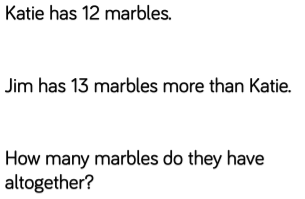 Katie has 12 marbles.
Jim has 13 marbles more than Katie.
How many marbles do they have
altogether?